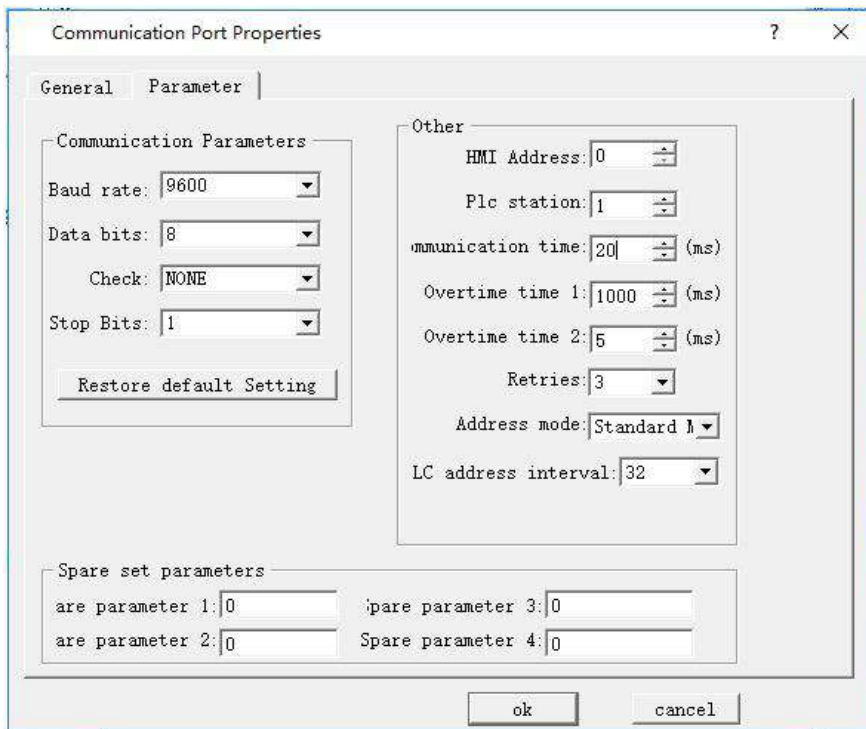 Communication Port Properties ? X
General Parameter
Communication Parameters
Baud rate: 9600
Data bits: 8
Check: NONE
Stop Bits: 1
Restore default Setting
Other
HMI Address: 0
Plc station: 1
mmunication time: 20 (ms)
Overtime time 1: 1000 (ms)
Overtime time 2: 5 (ms)
Retries: 3
Address mode: Standard M
LC address interval: 32
Spare set parameters
are parameter 1: 0
pare parameter 3: 0
are parameter 2: 0
Spare parameter 4: 0
ok cancel